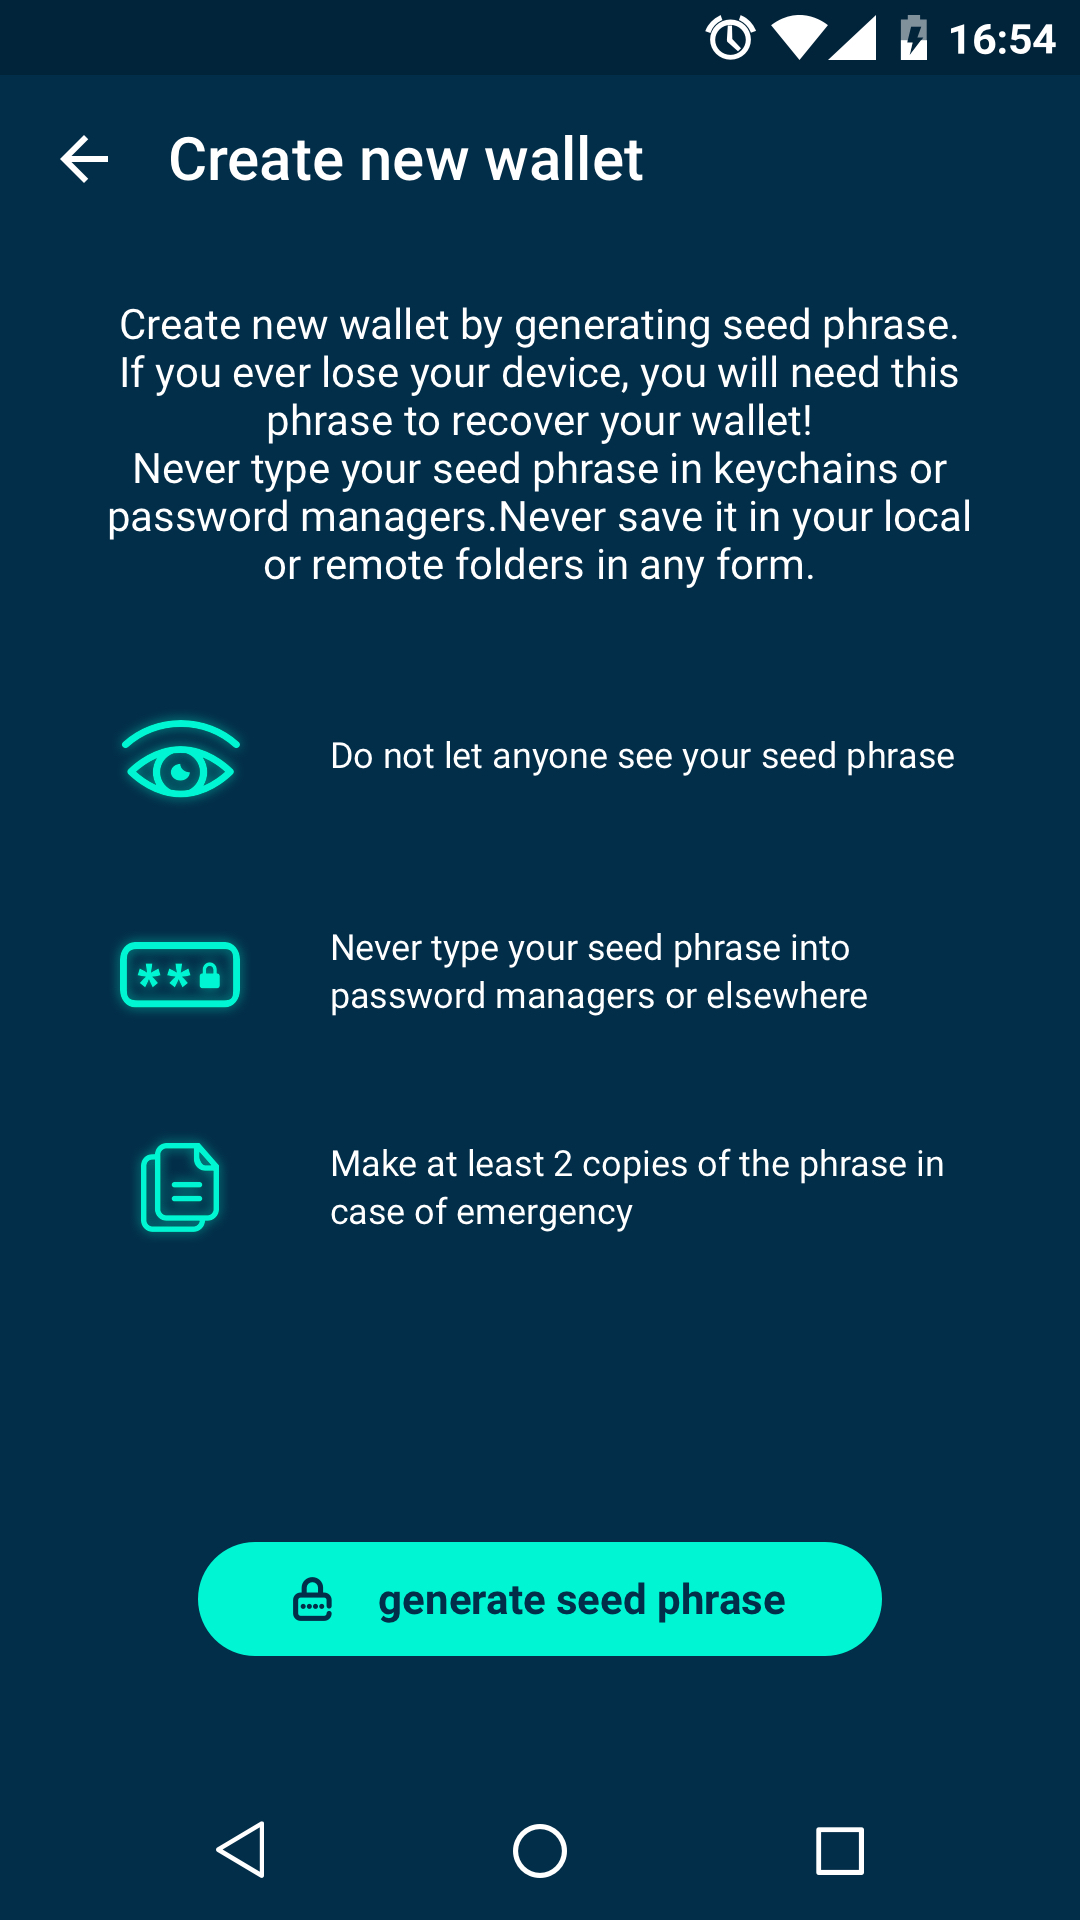 16:54
Create new wallet
Create new wallet by generating seed phrase.
If you ever lose your device, you will need this
phrase to recover your wallet!
Never type your seed phrase in keychains or
password managers.Never save it in your local
or remote folders in any form.
Do not let anyone see your seed phrase
Never type your seed phrase into
password managers or elsewhere
Make at least 2 copies of the phrase in
case of emergency
generate seed phrase